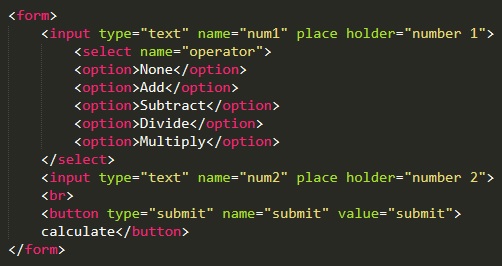 <form>
<input type="text" name="num1" place holder="number 1">
<select name="operator">
<option>None</option>
<option>Add</option>
<option>Subtract</option>
<option>Divide</option>
<option>Multiply</option>
</select>
<input type="text" name="num2" place holder="number 2">
<br>
<button type="submit" name="submit" value="submit">
calculate</button>
</form>